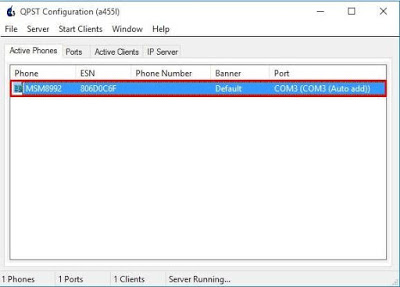 QPST Configuration (a455l)
File Server Start Clients Window Help
Active Phones Ports Active Clients IP Server
Phone ESN Phone Number Banner Port
MSM8992 806D0C6F Default COM3 (COM3 (Auto add))
1 Phones 1 Ports 1 Clients Server Running...